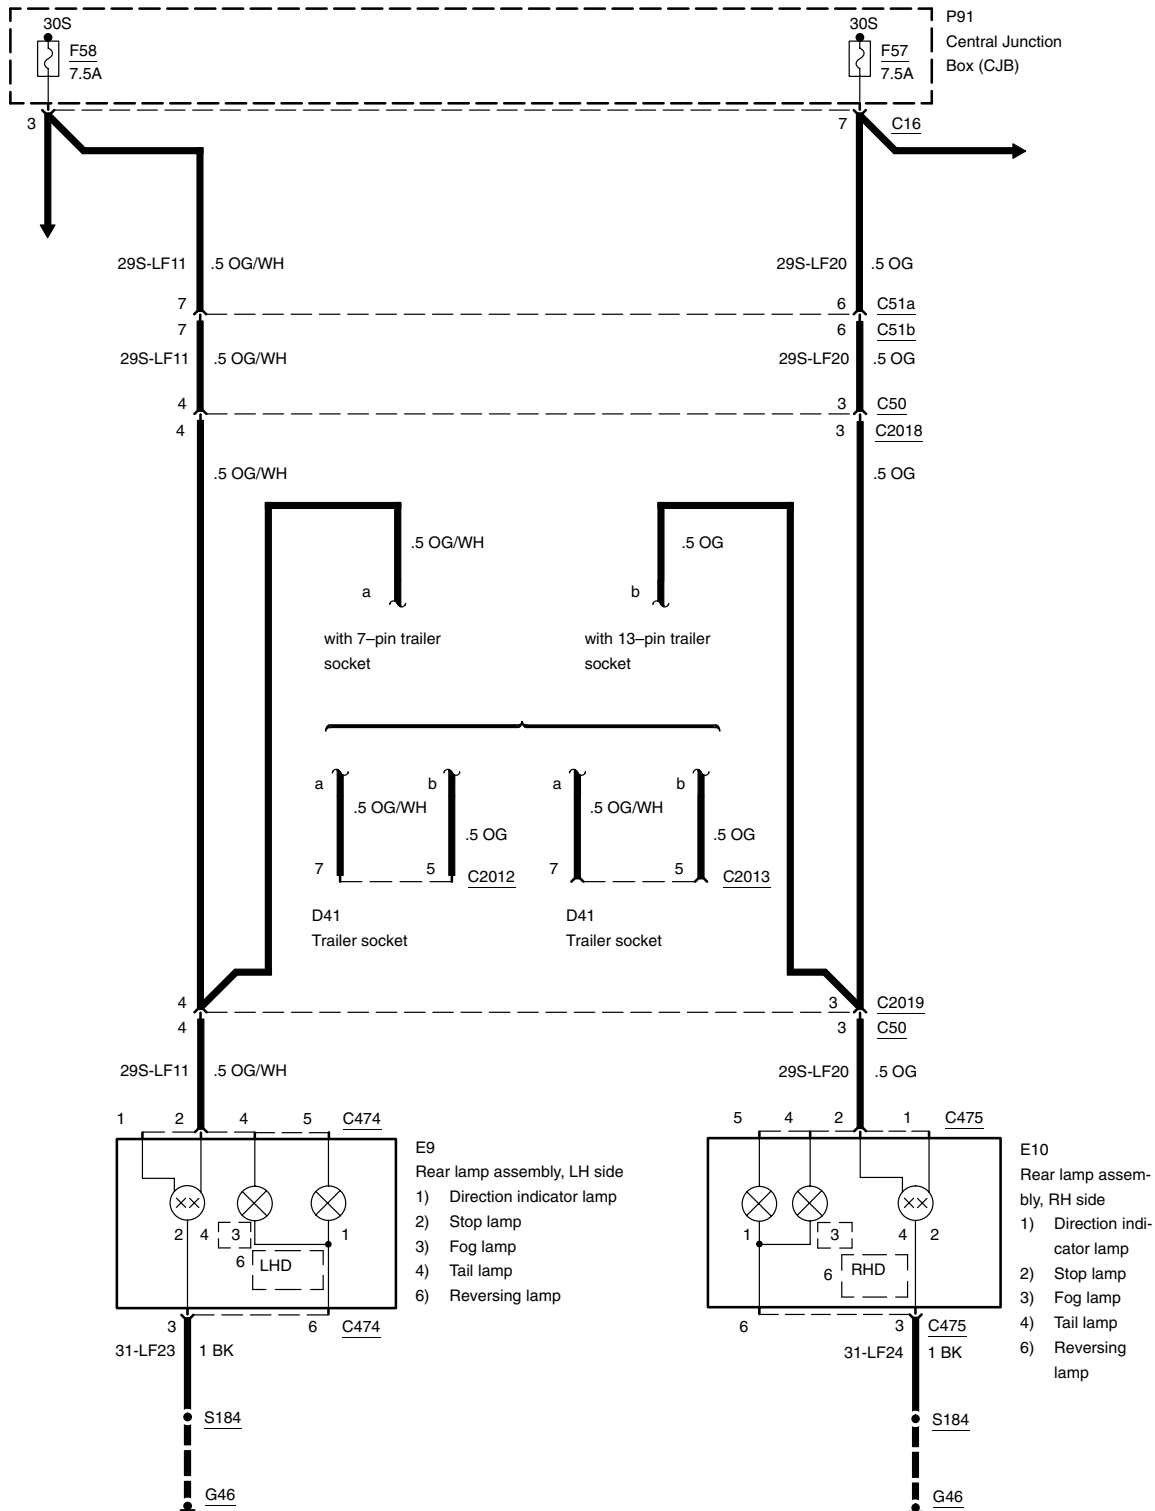 30S
F58
7.5A
30S
F57
7.5A
P91
Central Junction
Box (CJB)
3
7
C16
29S-LF11
.5 OG/WH
29S-LF20
.5 OG
7
6
C51a
7
6
C51b
29S-LF11
.5 OG/WH
29S-LF20
.5 OG
4
3
C50
4
3
C2018
.5 OG/WH
.5 OG
.5 OG/WH
.5 OG
a
b
with 7–pin trailer
socket
with 13–pin trailer
socket
a
b
a
b
.5 OG/WH
.5 OG
.5 OG/WH
.5 OG
7
5
C2012
7
5
C2013
D41
Trailer socket
D41
Trailer socket
4
3
C2019
4
3
C50
29S-LF11
.5 OG/WH
29S-LF20
.5 OG
1
2
4
5
C474
5
4
2
1
C475
2
4
3
1
6
LHD
E9
Rear lamp assembly, LH side
1) Direction indicator lamp
2) Stop lamp
3) Fog lamp
4) Tail lamp
6) Reversing lamp
1
3
4
2
6
RHD
E10
Rear lamp assem-
bly, RH side
1) Direction indi-
cator lamp
2) Stop lamp
3) Fog lamp
4) Tail lamp
6) Reversing
lamp
3
6
C474
6
3
C475
31-LF23
1 BK
31-LF24
1 BK
S184
S184
G46
G46